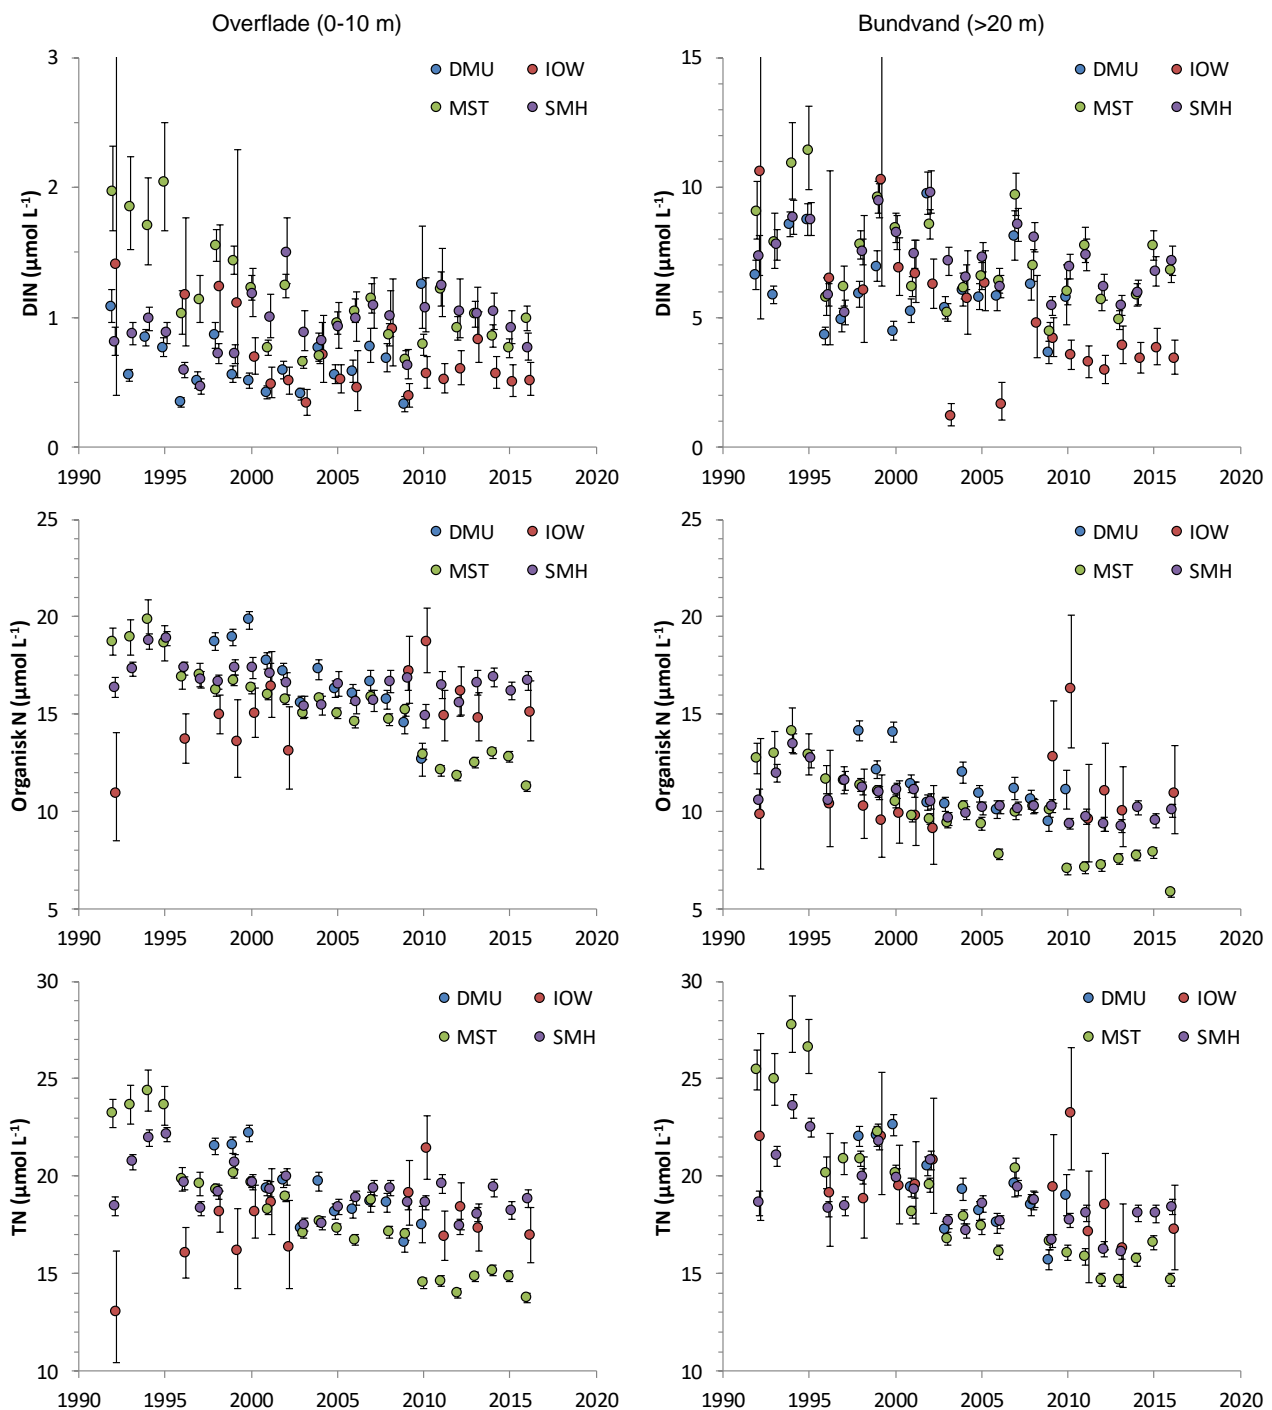 Overflade (0-10 m)
DIN (µmol L⁻¹)
3
2
1
0
DMU IOW
MST SMH
1990 1995 2000 2005 2010 2015 2020
Bundvand (>20 m)
DIN (µmol L⁻¹)
15
10
5
0
DMU IOW
MST SMH
1990 1995 2000 2005 2010 2015 2020
Organisk N (µmol L⁻¹)
25
20
15
10
5
DMU IOW
MST SMH
1990 1995 2000 2005 2010 2015 2020
Organisk N (µmol L⁻¹)
25
20
15
10
5
DMU IOW
MST SMH
1990 1995 2000 2005 2010 2015 2020
TN (µmol L⁻¹)
30
25
20
15
10
DMU IOW
MST SMH
1990 1995 2000 2005 2010 2015 2020
TN (µmol L⁻¹)
30
25
20
15
10
DMU IOW
MST SMH
1990 1995 2000 2005 2010 2015 2020